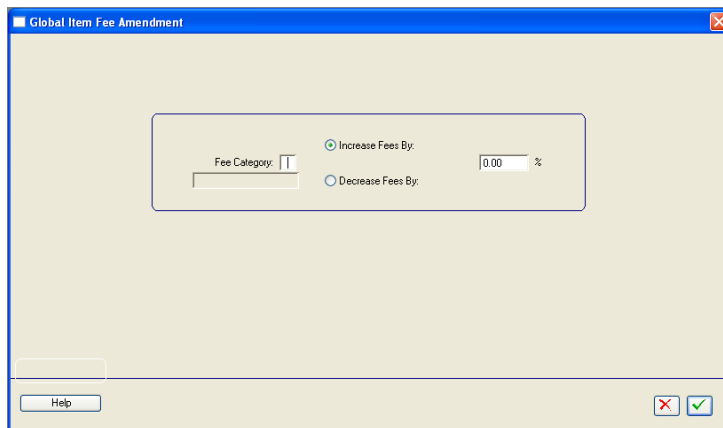 Global Item Fee Amendment
Increase Fees By:
Fee Category:
0.00 %
Decrease Fees By:
Help